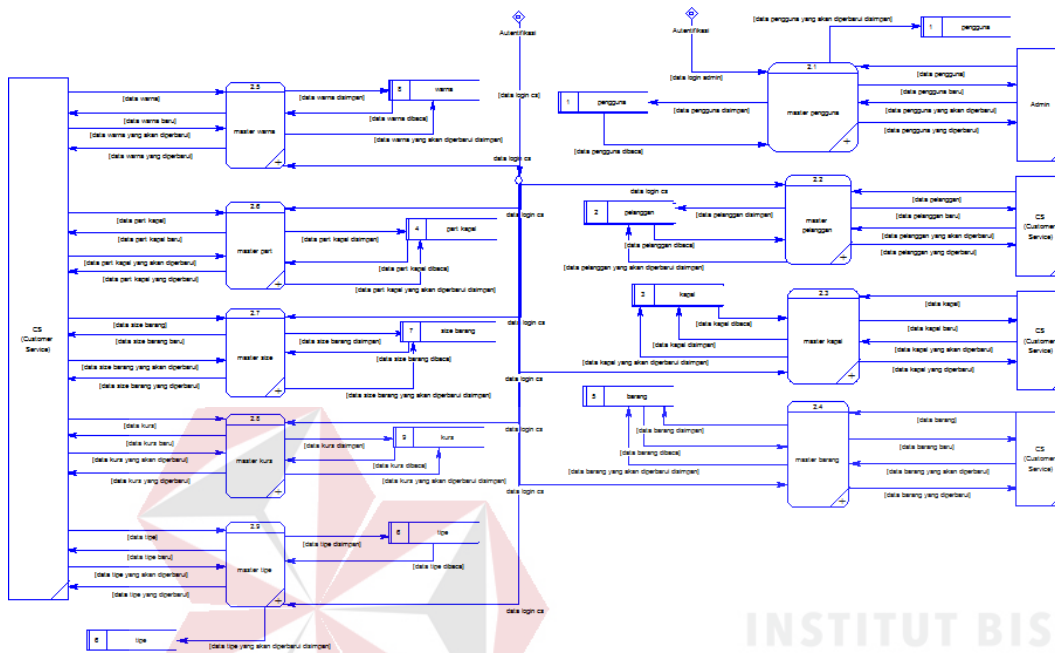 Autentifikasi
[data login cs]
CS
(Customer
Service)
[data warna]
[data warna baru]
[data warna yang akan diperbarui]
[data warna yang diperbarui]
2.5
master warna
[data warna disimpan]
[data warna dibaca]
[data warna yang akan diperbarui disimpan]
warna
data login cs
[data part kapal]
[data part kapal baru]
[data part kapal yang akan diperbarui]
[data part kapal yang diperbarui]
2.6
master part
[data part kapal disimpan]
4
part kapal
[data part kapal dibaca]
[data part kapal yang akan diperbarui disimpan]
data login cs
[data size barang]
[data size barang baru]
[data size barang yang akan diperbarui]
[data size barang yang diperbarui]
2.7
master size
[data size barang disimpan]
7
size barang
[data size barang dibaca]
[data size barang yang akan diperbarui disimpan]
data login cs
[data kurs]
[data kurs baru]
[data kurs yang akan diperbarui]
[data kurs yang diperbarui]
2.8
master kurs
[data kurs disimpan]
9
kurs
[data kurs dibaca]
[data kurs yang akan diperbarui disimpan]
data login cs
[data tipe]
[data tipe baru]
[data tipe yang akan diperbarui]
[data tipe yang diperbarui]
2.9
master tipe
[data tipe disimpan]
tipe
[data tipe dibaca]
data login cs
tipe
[data tipe yang akan diperbarui disimpan]
Autentifikasi
[data login admin]
[data pengguna yang akan diperbarui disimpan]
1
pengguna
2.1
master pengguna
1
pengguna
[data pengguna disimpan]
[data pengguna dibaca]
[data pengguna]
[data pengguna baru]
[data pengguna yang akan diperbarui]
[data pengguna yang diperbarui]
Admin
data login cs
2.2
master
pelanggan
2
pelanggan
[data pelanggan disimpan]
[data pelanggan dibaca]
[data pelanggan yang akan diperbarui disimpan]
[data pelanggan]
[data pelanggan baru]
[data pelanggan yang akan diperbarui]
[data pelanggan yang diperbarui]
CS
(Customer
Service)
2.3
master kapal
3
kapal
[data kapal dibaca]
[data kapal disimpan]
[data kapal yang akan diperbarui disimpan]
data login cs
[data kapal]
[data kapal baru]
[data kapal yang akan diperbarui]
[data kapal yang diperbarui]
CS
(Customer
Service)
2.4
master barang
5
barang
[data barang disimpan]
[data barang dibaca]
[data barang yang akan diperbarui disimpan]
data login cs
[data barang]
[data barang baru]
[data barang yang akan diperbarui]
[data barang yang diperbarui]
CS
(Customer
Service)
INSTITUT BIS